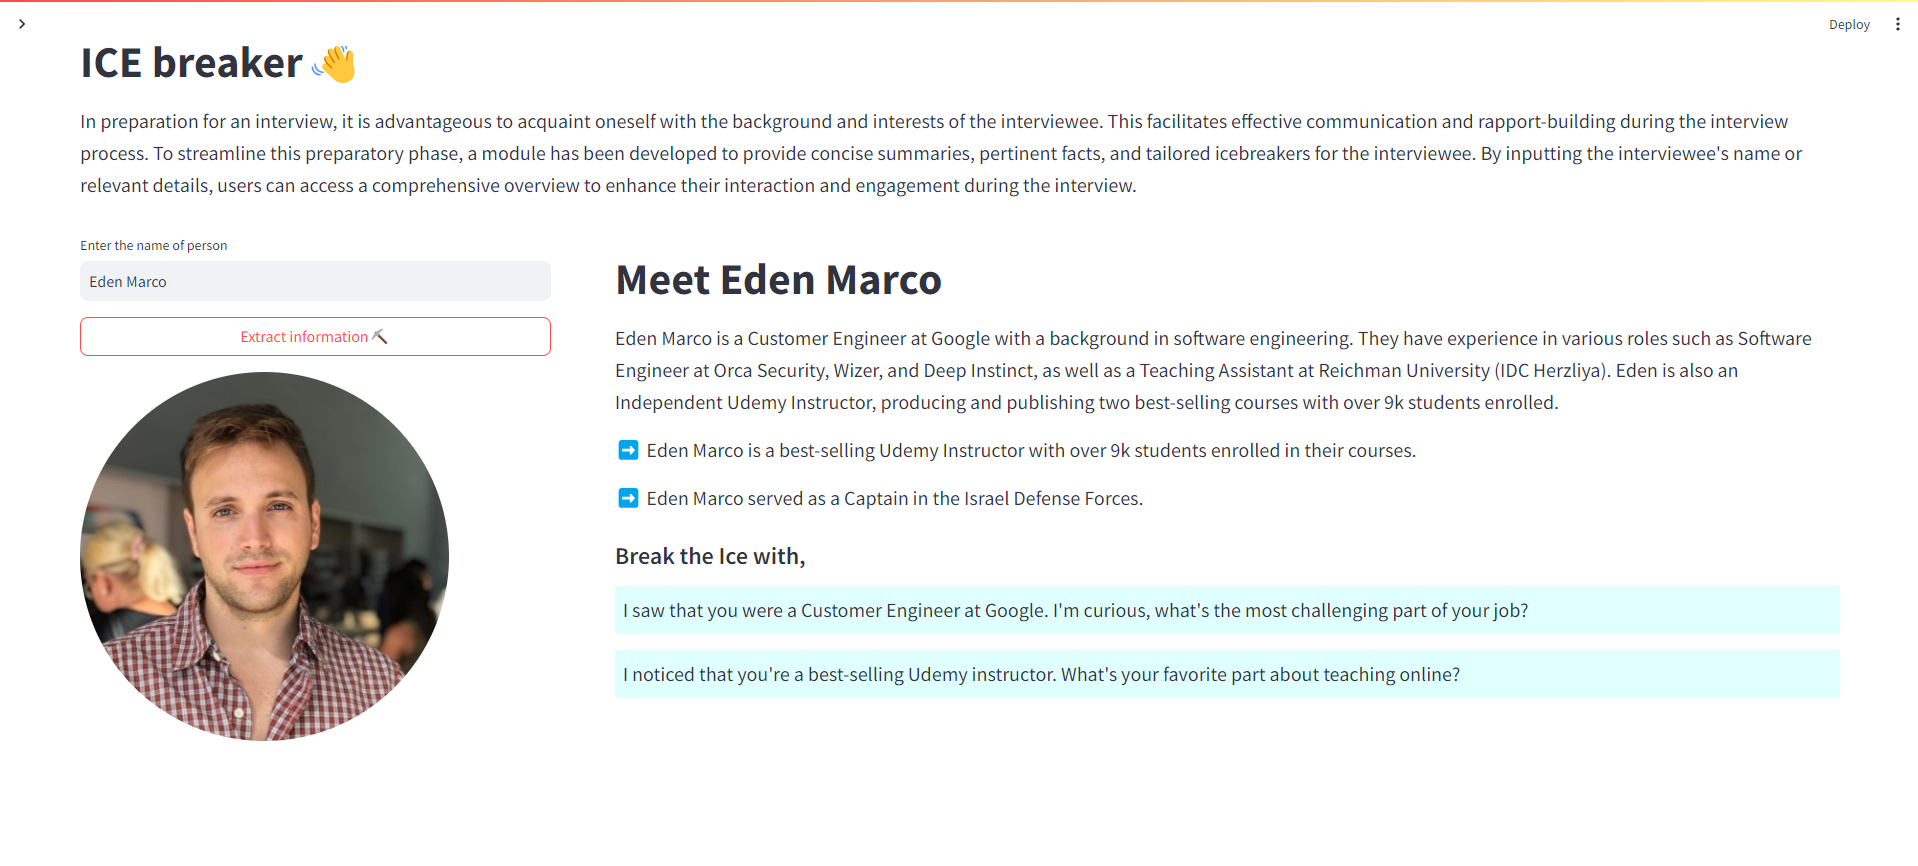 Deploy
ICE breaker 👋
In preparation for an interview, it is advantageous to acquaint oneself with the background and interests of the interviewee. This facilitates effective communication and rapport-building during the interview
process. To streamline this preparatory phase, a module has been developed to provide concise summaries, pertinent facts, and tailored icebreakers for the interviewee. By inputting the interviewee's name or
relevant details, users can access a comprehensive overview to enhance their interaction and engagement during the interview.
Enter the name of person
Eden Marco
Extract information
Meet Eden Marco
Eden Marco is a Customer Engineer at Google with a background in software engineering. They have experience in various roles such as Software
Engineer at Orca Security, Wizer, and Deep Instinct, as well as a Teaching Assistant at Reichman University (IDC Herzliya). Eden is also an
Independent Udemy Instructor, producing and publishing two best-selling courses with over 9k students enrolled.
➡️ Eden Marco is a best-selling Udemy Instructor with over 9k students enrolled in their courses.
➡️ Eden Marco served as a Captain in the Israel Defense Forces.
Break the Ice with,
I saw that you were a Customer Engineer at Google. I'm curious, what's the most challenging part of your job?
I noticed that you're a best-selling Udemy instructor. What's your favorite part about teaching online?